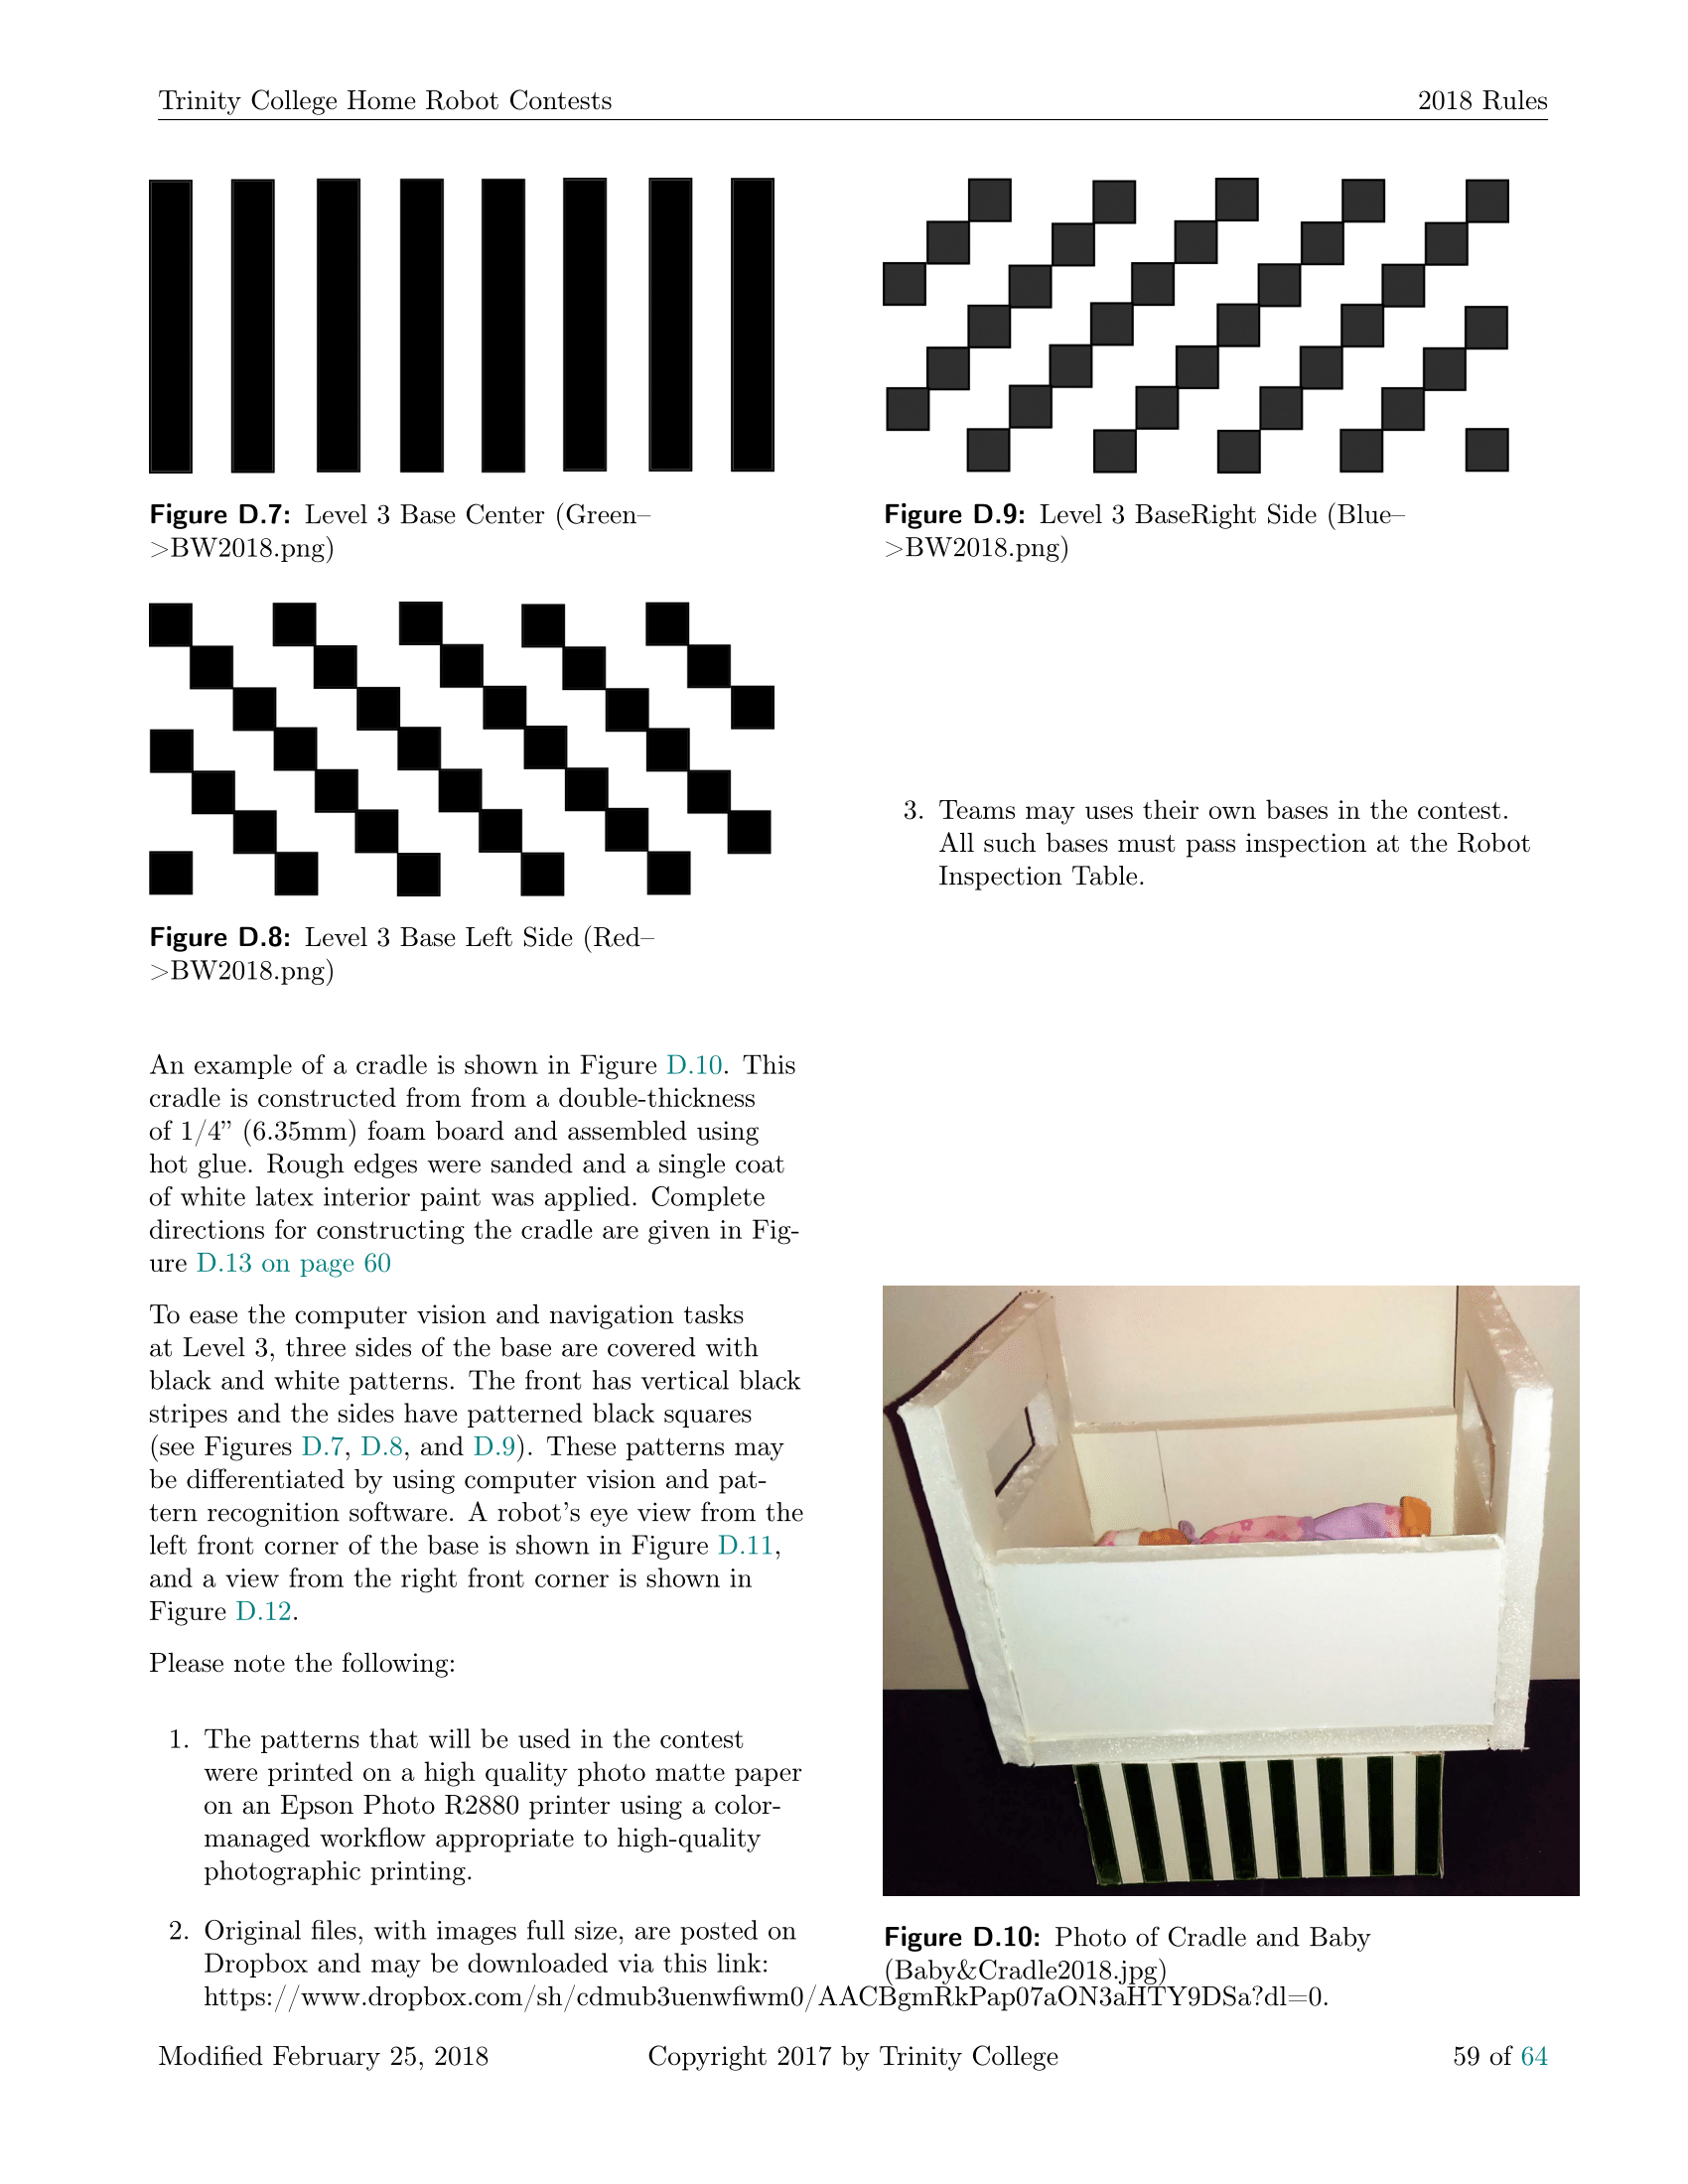 Trinity College Home Robot Contests 2018 Rules
Figure D.7: Level 3 Base Center (Green–
>BW2018.png)
Figure D.8: Level 3 Base Left Side (Red–
>BW2018.png)
An example of a cradle is shown in Figure D.10. This
cradle is constructed from from a double-thickness
of 1/4” (6.35mm) foam board and assembled using
hot glue. Rough edges were sanded and a single coat
of white latex interior paint was applied. Complete
directions for constructing the cradle are given in Fig-
ure D.13 on page 60
To ease the computer vision and navigation tasks
at Level 3, three sides of the base are covered with
black and white patterns. The front has vertical black
stripes and the sides have patterned black squares
(see Figures D.7, D.8, and D.9). These patterns may
be differentiated by using computer vision and pat-
tern recognition software. A robot’s eye view from the
left front corner of the base is shown in Figure D.11,
and a view from the right front corner is shown in
Figure D.12.
Please note the following:
1. The patterns that will be used in the contest
were printed on a high quality photo matte paper
on an Epson Photo R2880 printer using a color-
managed workflow appropriate to high-quality
photographic printing.
2. Original files, with images full size, are posted on
Dropbox and may be downloaded via this link:
https://www.dropbox.com/sh/cdmub3uenwfiwm0/AACBgmRkPap07aON3aHTY9DSa?dl=0.
Figure D.9: Level 3 BaseRight Side (Blue–
>BW2018.png)
3. Teams may uses their own bases in the contest.
All such bases must pass inspection at the Robot
Inspection Table.
Figure D.10: Photo of Cradle and Baby
(Baby&Cradle2018.jpg)
Modified February 25, 2018 Copyright 2017 by Trinity College 59 of 64